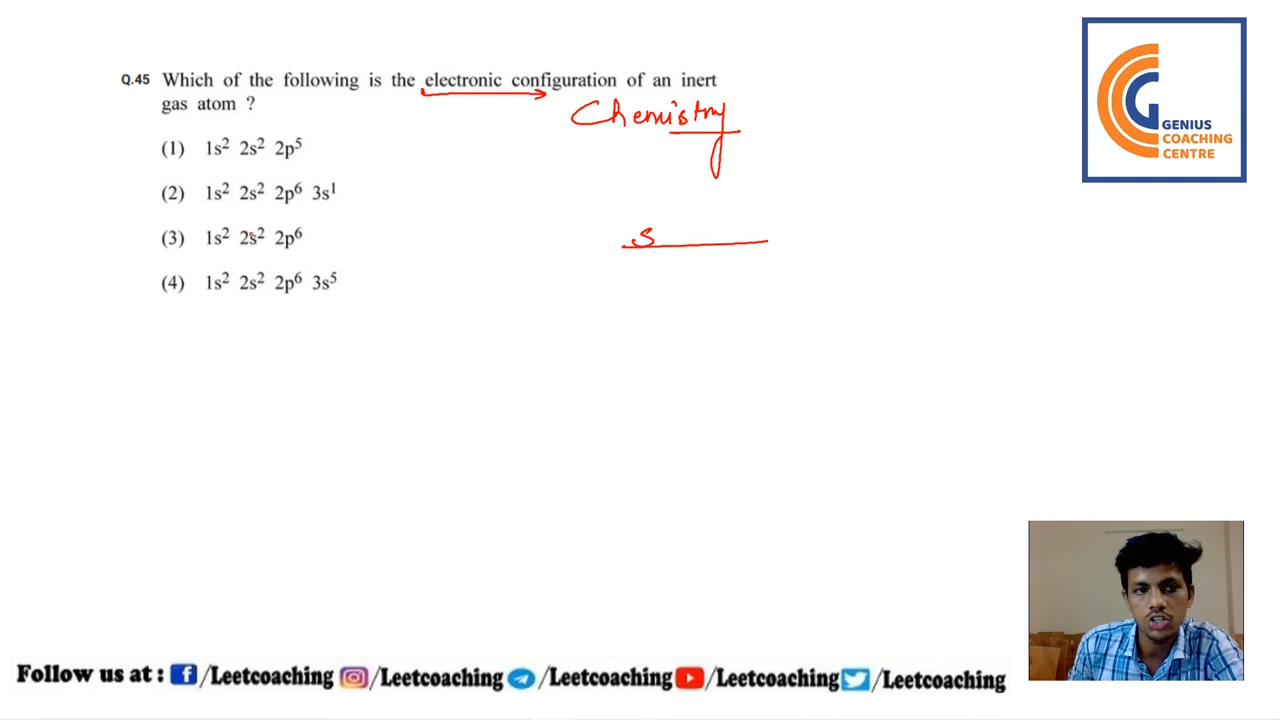 Q.45 Which of the following is the electronic configuration of an inert
gas atom ?
Chemistry
(1) 1s² 2s² 2p⁵
(2) 1s² 2s² 2p⁶ 3s¹
(3) 1s² 2s² 2p⁶
s
(4) 1s² 2s² 2p⁶ 3s⁵
GENIUS
COACHING
CENTRE
Follow us at : /Leetcoaching /Leetcoaching /Leetcoaching /Leetcoaching /Leetcoaching